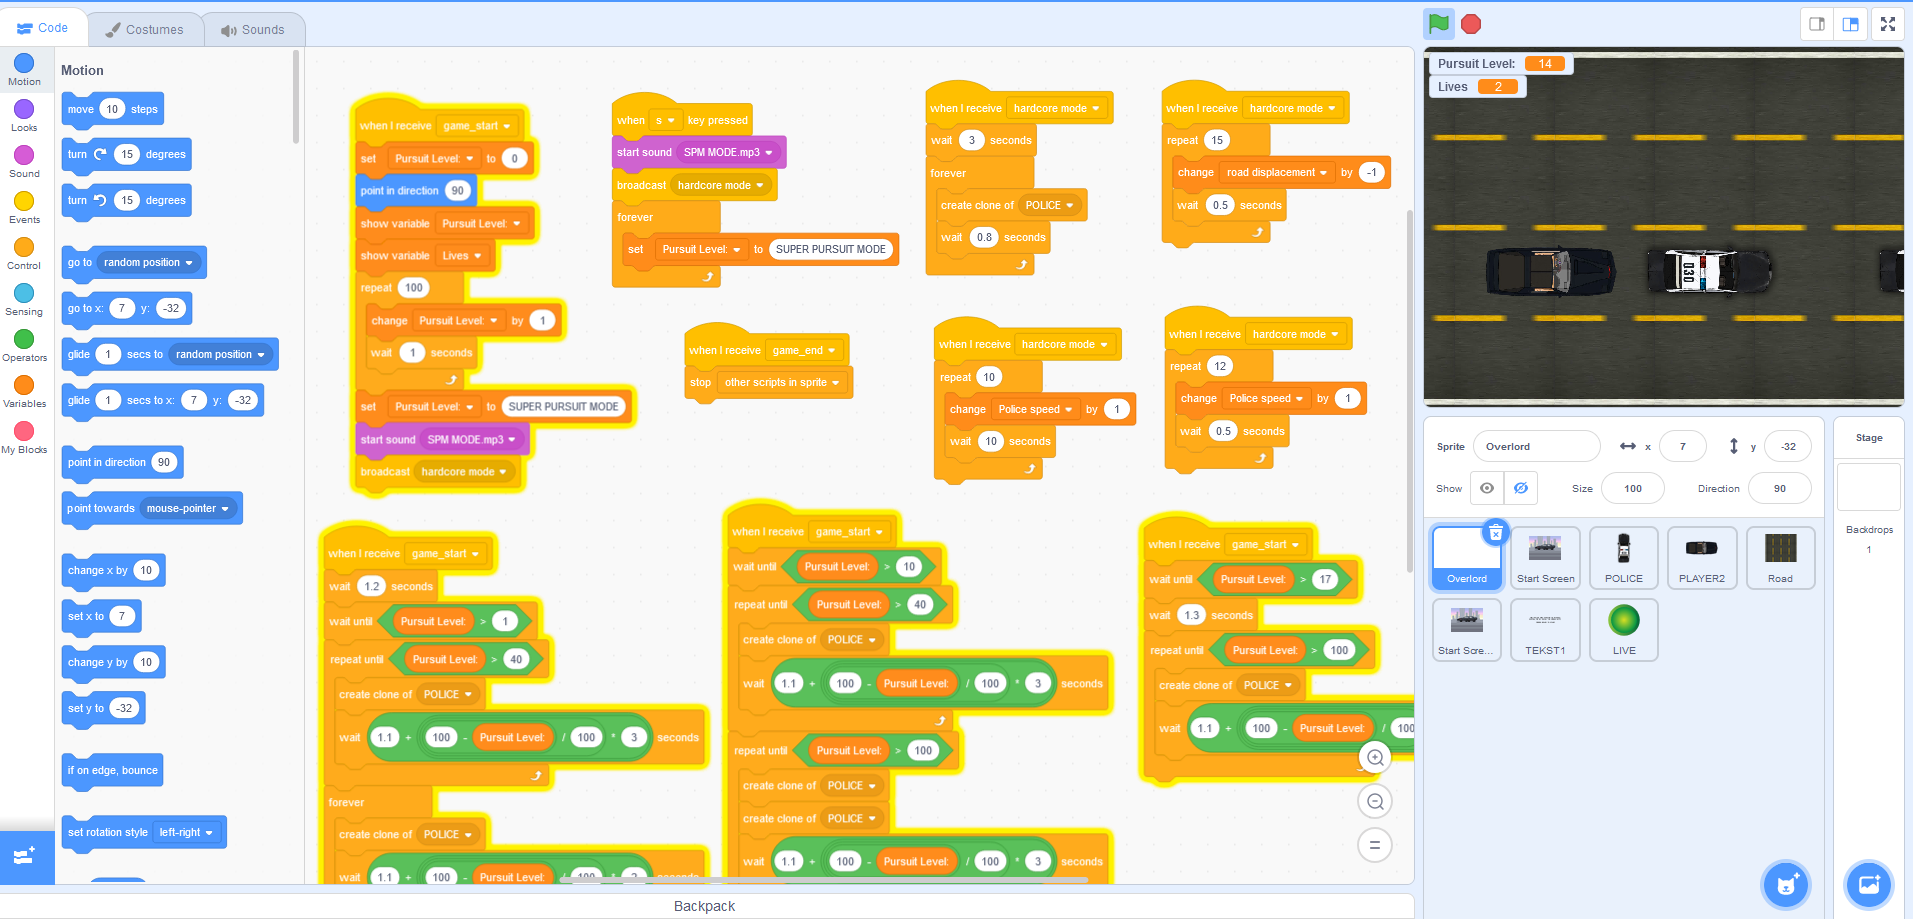 Code
Costumes
Sounds
Motion
Looks
Sound
Events
Control
Sensing
Operators
Variables
My Blocks
Motion
move 10 steps
turn 15 degrees
turn 15 degrees
go to random position
go to x: 7 y: -32
glide 1 secs to random position
glide 1 secs to x: 7 y: -32
point in direction 90
point towards mouse-pointer
change x by 10
set x to 7
change y by 10
set y to -32
if on edge, bounce
set rotation style left-right
when I receive game_start
set Pursuit Level: to 0
point in direction 90
show variable Pursuit Level:
show variable Lives
repeat 100
change Pursuit Level: by 1
wait 1 seconds
set Pursuit Level: to SUPER PURSUIT MODE
start sound SPM MODE.mp3
broadcast hardcore mode
when s key pressed
start sound SPM MODE.mp3
broadcast hardcore mode
forever
set Pursuit Level: to SUPER PURSUIT MODE
when I receive game_end
stop other scripts in sprite
when I receive hardcore mode
wait 3 seconds
forever
create clone of POLICE
wait 0.8 seconds
when I receive hardcore mode
repeat 15
change road displacement by -1
wait 0.5 seconds
when I receive hardcore mode
repeat 10
change Police speed by 1
wait 10 seconds
when I receive hardcore mode
repeat 12
change Police speed by 1
wait 0.5 seconds
when I receive game_start
wait 1.2 seconds
wait until Pursuit Level: > 1
repeat until Pursuit Level: > 40
create clone of POLICE
wait 1.1 + 100 - Pursuit Level: / 100 * 3 seconds
forever
create clone of POLICE
wait 1.1 + 100 - Pursuit Level: / 100 * seconds
when I receive game_start
wait until Pursuit Level: > 10
repeat until Pursuit Level: > 40
create clone of POLICE
wait 1.1 + 100 - Pursuit Level: / 100 * 3 seconds
repeat until Pursuit Level: > 100
create clone of POLICE
create clone of POLICE
wait 1.1 + 100 - Pursuit Level: / 100 * 3 seconds
when I receive game_start
wait until Pursuit Level: > 17
wait 1.3 seconds
repeat until Pursuit Level: > 100
create clone of POLICE
wait 1.1 + 100 - Pursuit Level: / 100
Backpack
Pursuit Level: 14
Lives 2
030
Sprite Overlord x 7 y -32
Show Size 100 Direction 90
Overlord
Start Screen
POLICE
PLAYER2
Road
Start Scre...
TEKST1
LIVE
Stage
Backdrops
1